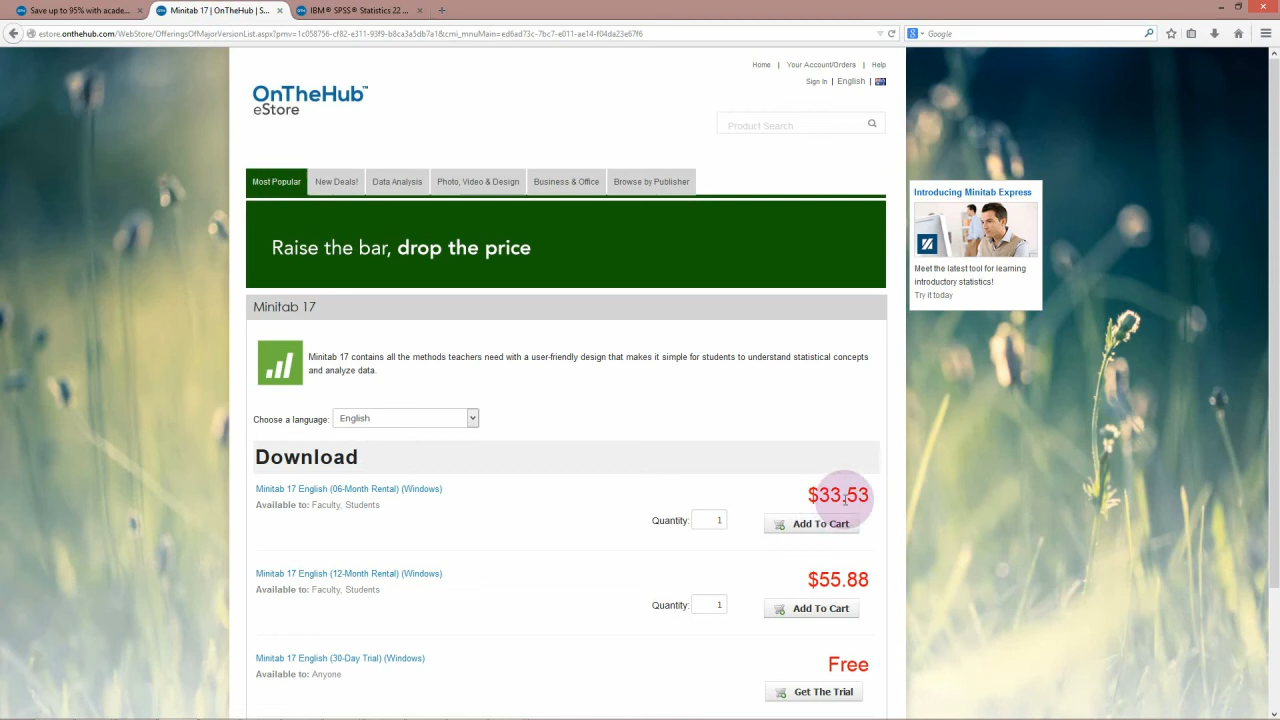 Save up to 95% with acade...
Minitab 17 | OnTheHub | S...
IBM® SPSS® Statistics 22 ...
estore.onthehub.com/WebStore/OfferingsOfMajorVersionList.aspx?pmv=1c058756-cf82-e311-93f9-b8ca3a5db7a1&cmi_mnuMain=ed6ad73c-7bc7-e011-ae14-f04da23e67f6
Google
Home | Your Account/Orders | Help
Sign In | English |
OnTheHub™
eStore
Product Search
Most Popular
New Deals!
Data Analysis
Photo, Video & Design
Business & Office
Browse by Publisher
Raise the bar, drop the price
Introducing Minitab Express
Meet the latest tool for learning
introductory statistics!
Try it today
Minitab 17
Minitab 17 contains all the methods teachers need with a user-friendly design that makes it simple for students to understand statistical concepts
and analyze data.
Choose a language: English
Download
Minitab 17 English (06-Month Rental) (Windows)
$33.53
Available to: Faculty, Students
Quantity: 1
Add To Cart
Minitab 17 English (12-Month Rental) (Windows)
$55.88
Available to: Faculty, Students
Quantity: 1
Add To Cart
Minitab 17 English (30-Day Trial) (Windows)
Free
Available to: Anyone
Get The Trial